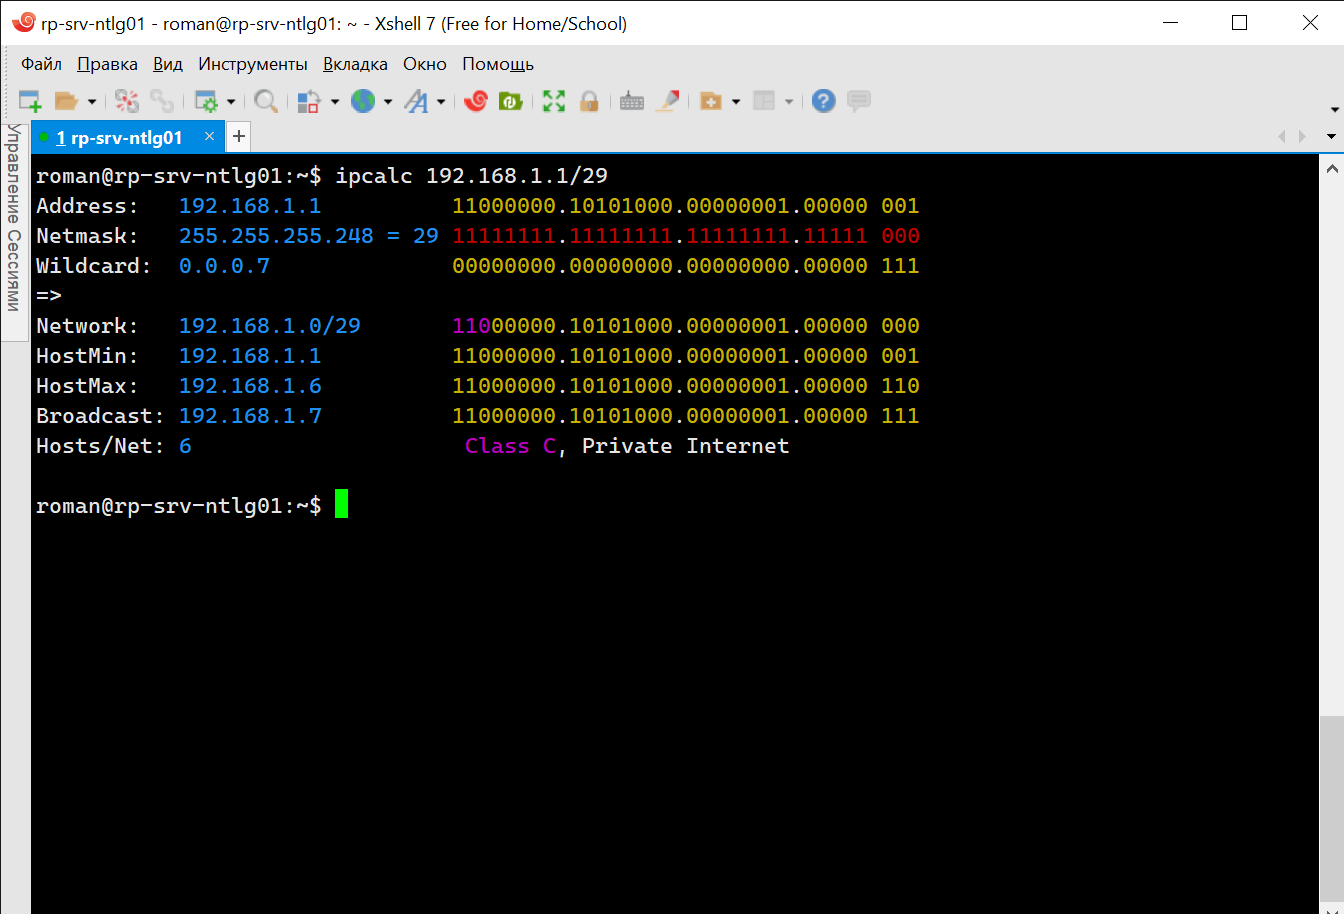 rp-srv-ntlg01 - roman@rp-srv-ntlg01: ~ - Xshell 7 (Free for Home/School)
Файл Правка Вид Инструменты Вкладка Окно Помощь
1 rp-srv-ntlg01 × +
Управление Сессиями
roman@rp-srv-ntlg01:~$ ipcalc 192.168.1.1/29
Address:   192.168.1.1          11000000.10101000.00000001.00000 001
Netmask:   255.255.255.248 = 29 11111111.11111111.11111111.11111 000
Wildcard:  0.0.0.7              00000000.00000000.00000000.00000 111
=>
Network:   192.168.1.0/29       11000000.10101000.00000001.00000 000
HostMin:   192.168.1.1          11000000.10101000.00000001.00000 001
HostMax:   192.168.1.6          11000000.10101000.00000001.00000 110
Broadcast: 192.168.1.7          11000000.10101000.00000001.00000 111
Hosts/Net: 6                     Class C, Private Internet
roman@rp-srv-ntlg01:~$